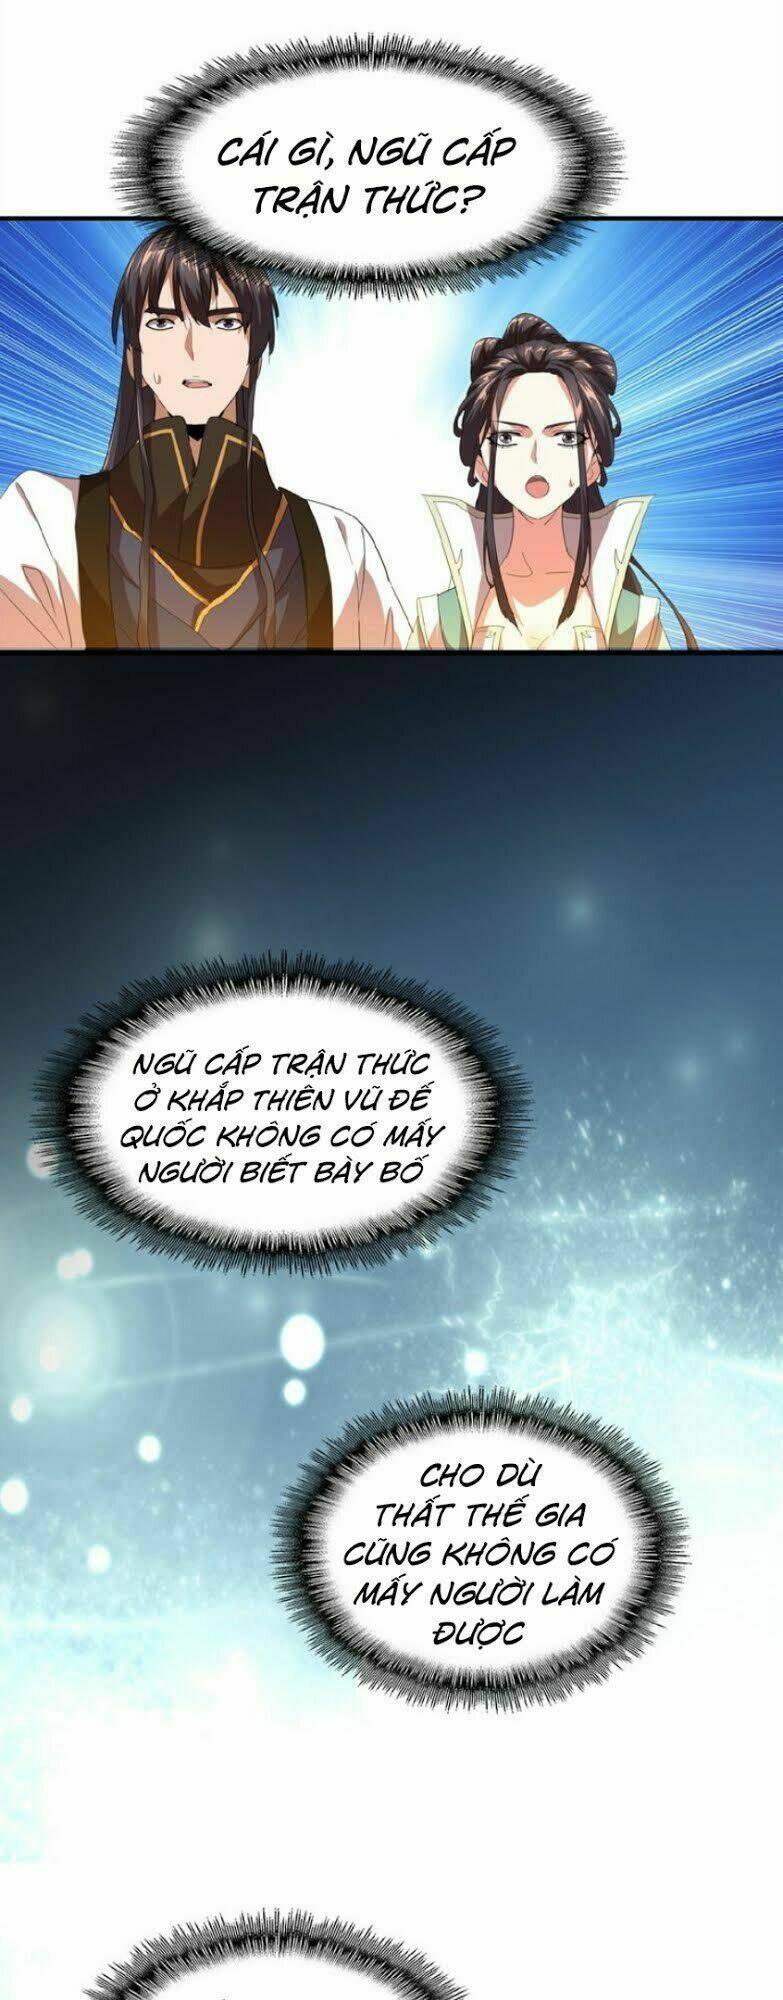 CÁI GÌ, NGŨ CẤP
TRẬN THỨC?
NGŨ CẤP TRẬN THỨC
Ở KHẮP THIÊN VŨ ĐẾ
QUỐC KHÔNG CÓ MẤY
NGƯỜI BIẾT BÀY BỐ
CHO DÙ
THẤT THẾ GIA
CŨNG KHÔNG CÓ
MẤY NGƯỜI LÀM
ĐƯỢC